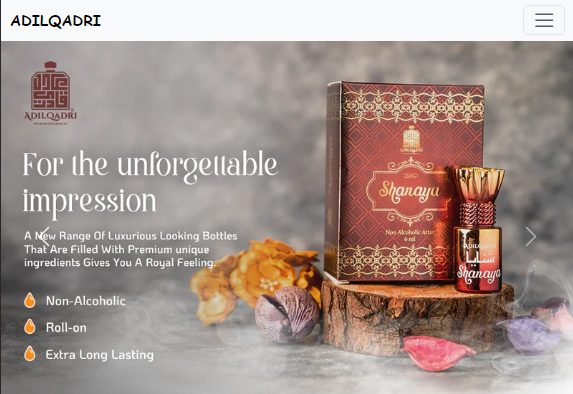 ADILQADRI
ADILQADRI
For the unforgettable
impression
A New Range Of Luxurious Looking Bottles
That Are Filled With Premium unique
ingredients Gives You A Royal Feeling.
Non-Alcoholic
Roll-on
Extra Long Lasting
Shanaya
Non Alcoholic Attar
6 ml
ADILQADRI
شنايا
Shanaya